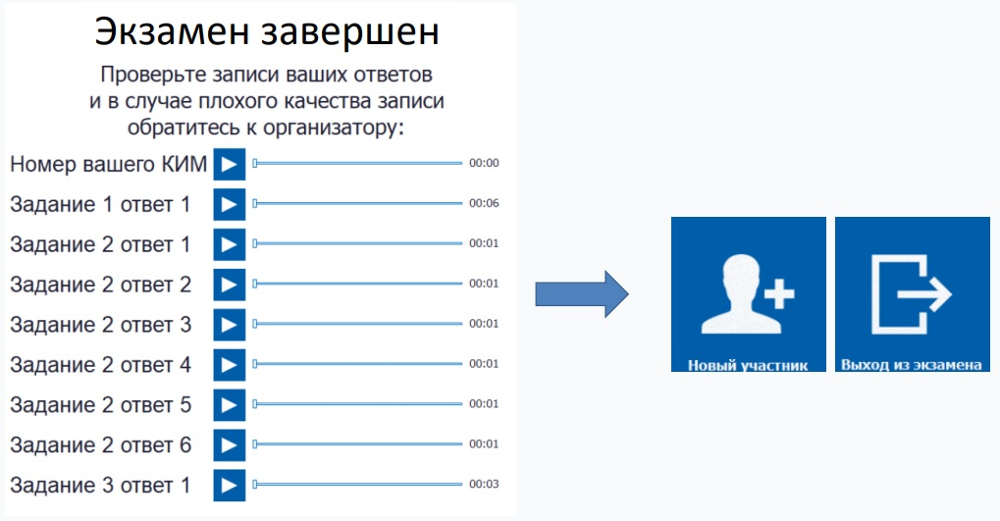 Экзамен завершен
Проверьте записи ваших ответов
и в случае плохого качества записи
обратитесь к организатору:
Номер вашего КИМ 00:00
Задание 1 ответ 1 00:06
Задание 2 ответ 1 00:01
Задание 2 ответ 2 00:01
Задание 2 ответ 3 00:01
Задание 2 ответ 4 00:01
Задание 2 ответ 5 00:01
Задание 2 ответ 6 00:01
Задание 3 ответ 1 00:03
Новый участник
Выход из экзамена